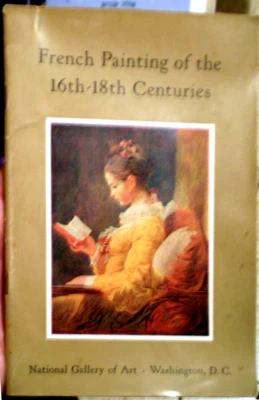 French Painting of the
16th-18th Centuries
National Gallery of Art - Washington, D.C.